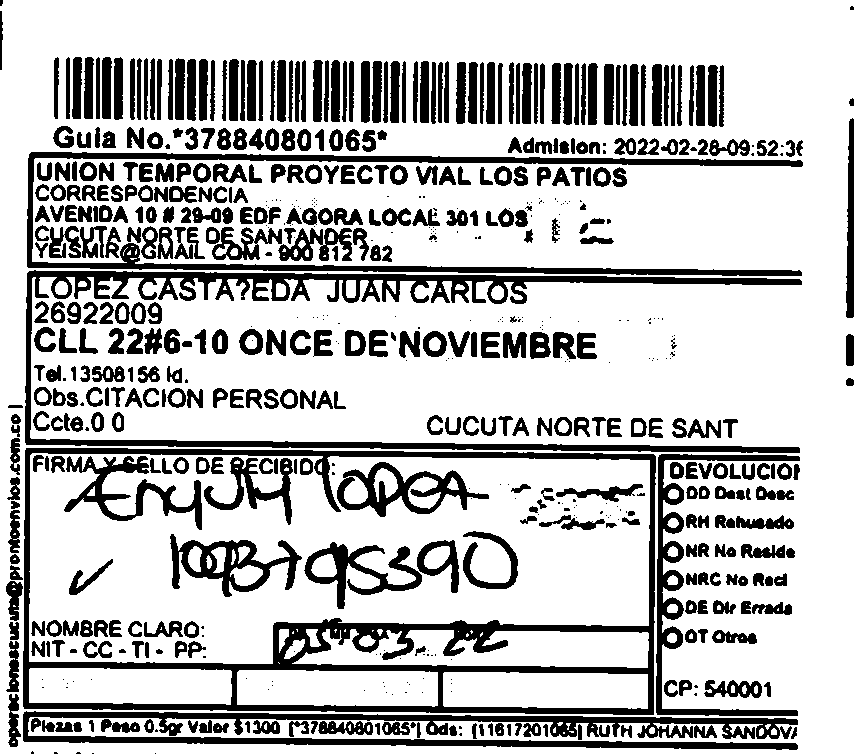 Guia No.*378840801065*
Admision: 2022-02-28-09:52:36
UNION TEMPORAL PROYECTO VIAL LOS PATIOS
CORRESPONDENCIA
AVENIDA 10 # 29-09 EDF AGORA LOCAL 301 LOS
CUCUTA NORTE DE SANTANDER
YEISMIR@GMAIL COM - 900 812 782
LOPEZ CASTA?EDA JUAN CARLOS
26922009
CLL 22#6-10 ONCE DE NOVIEMBRE
Tel.13508156 Id.
Obs.CITACION PERSONAL
Ccte.0 0
CUCUTA NORTE DE SANT
FIRMA Y SELLO DE RECIBIDO:
1093795390
NOMBRE CLARO:
NIT - CC - TI - PP:
05-03-22
DEVOLUCION
DD Dest Desc
RH Rehusado
NR No Reside
NRC No Recl
DE Dir Errada
OT Otros
CP: 540001
Piezas 1 Peso 0.5gr Valor $1300 [*378840801065*] Ods: [11617201065] RUTH JOHANNA SANDOVA
operacionescucuta@prontoenvios.com.co |